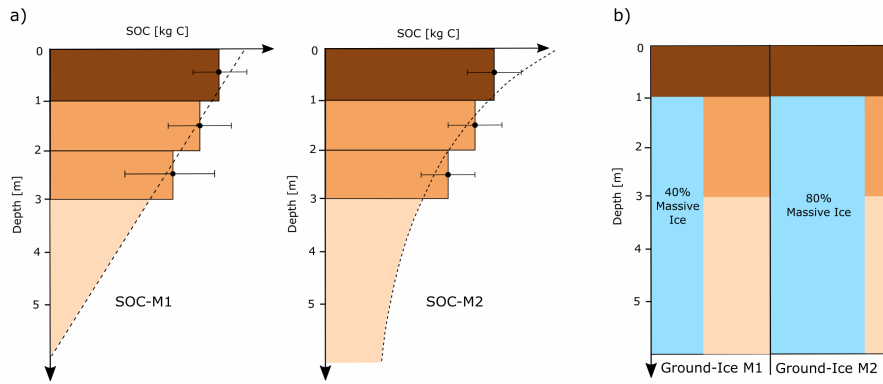 a)
SOC [kg C]
0
1
2
3
4
5
Depth [m]
SOC-M1
SOC [kg C]
0
1
2
3
4
5
Depth [m]
SOC-M2
b)
0
1
2
3
4
5
Depth [m]
40%
Massive
Ice
80%
Massive Ice
Ground-Ice M1
Ground-Ice M2